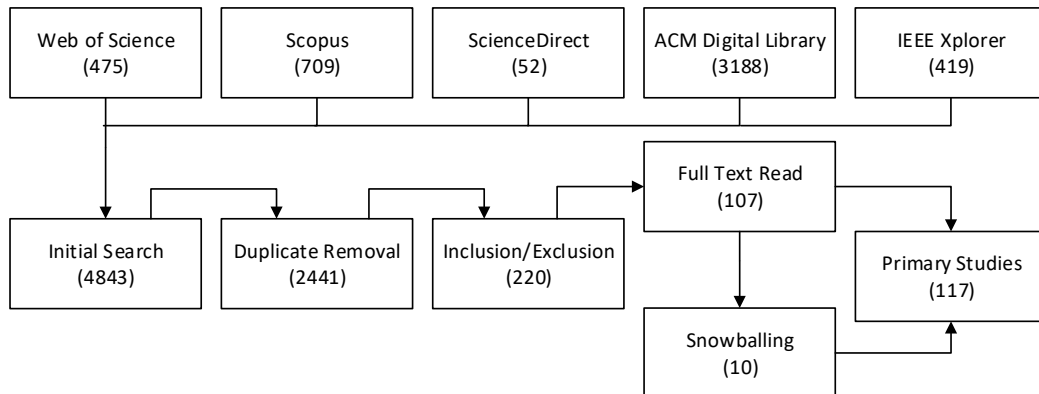 Web of Science
(475)
Scopus
(709)
ScienceDirect
(52)
ACM Digital Library
(3188)
IEEE Xplorer
(419)
Initial Search
(4843)
Duplicate Removal
(2441)
Inclusion/Exclusion
(220)
Full Text Read
(107)
Snowballing
(10)
Primary Studies
(117)